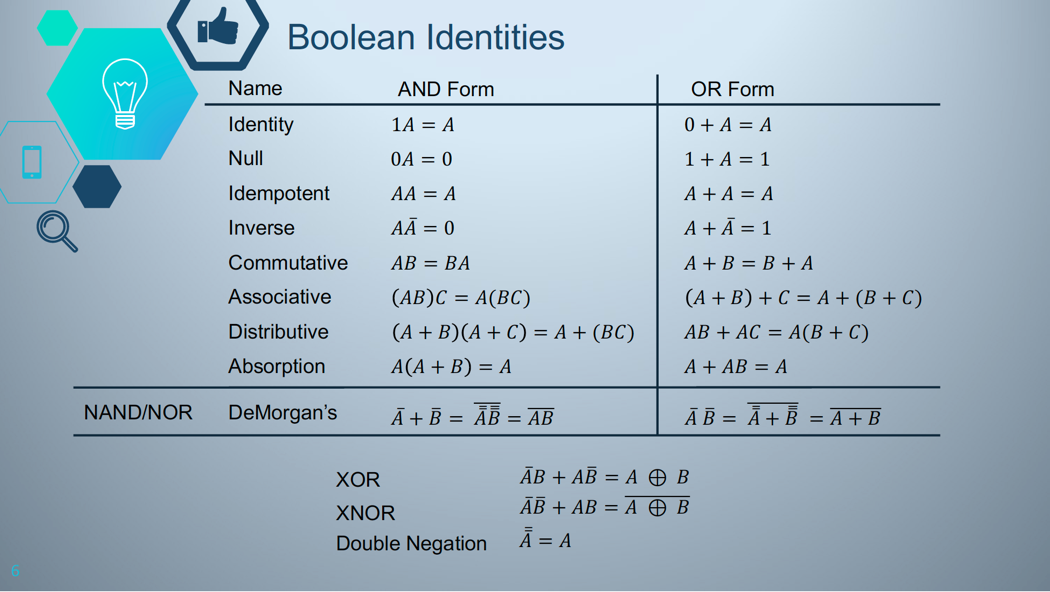 Boolean Identities
Name AND Form OR Form
Identity 1A = A 0 + A = A
Null 0A = 0 1 + A = 1
Idempotent AA = A A + A = A
Inverse AĀ = 0 A + Ā = 1
Commutative AB = BA A + B = B + A
Associative (AB)C = A(BC) (A + B) + C = A + (B + C)
Distributive (A + B)(A + C) = A + (BC) AB + AC = A(B + C)
Absorption A(A + B) = A A + AB = A
NAND/NOR DeMorgan’s Ā + B̄ = $\overline{\bar{\bar{A}}\bar{\bar{B}}}$ = $\overline{AB}$ Ā B̄ = $\overline{\bar{\bar{A}} + \bar{\bar{B}}}$ = $\overline{A + B}$
XOR ĀB + AB̄ = A ⊕ B
XNOR ĀB̄ + AB = $\overline{A ⊕ B}$
Double Negation $\bar{\bar{A}}$ = A
6